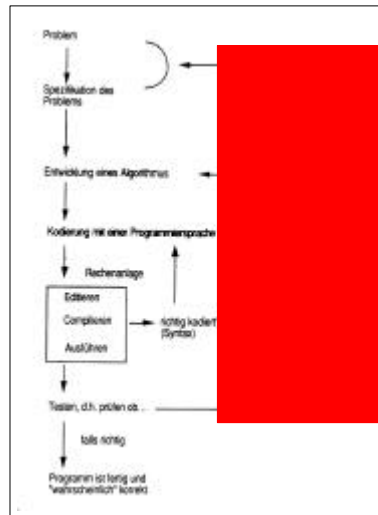 Problem
Spezifikation des
Problems
Entwicklung eines Algorithmus
Kodierung mit einer Programmiersprache
Rechenanlage
Editieren
Compilieren
Ausführen
richtig kodiert
(Syntax)
Testen, d.h. prüfen ob...
falls richtig
Programm ist fertig und
"wahrscheinlich" korrekt